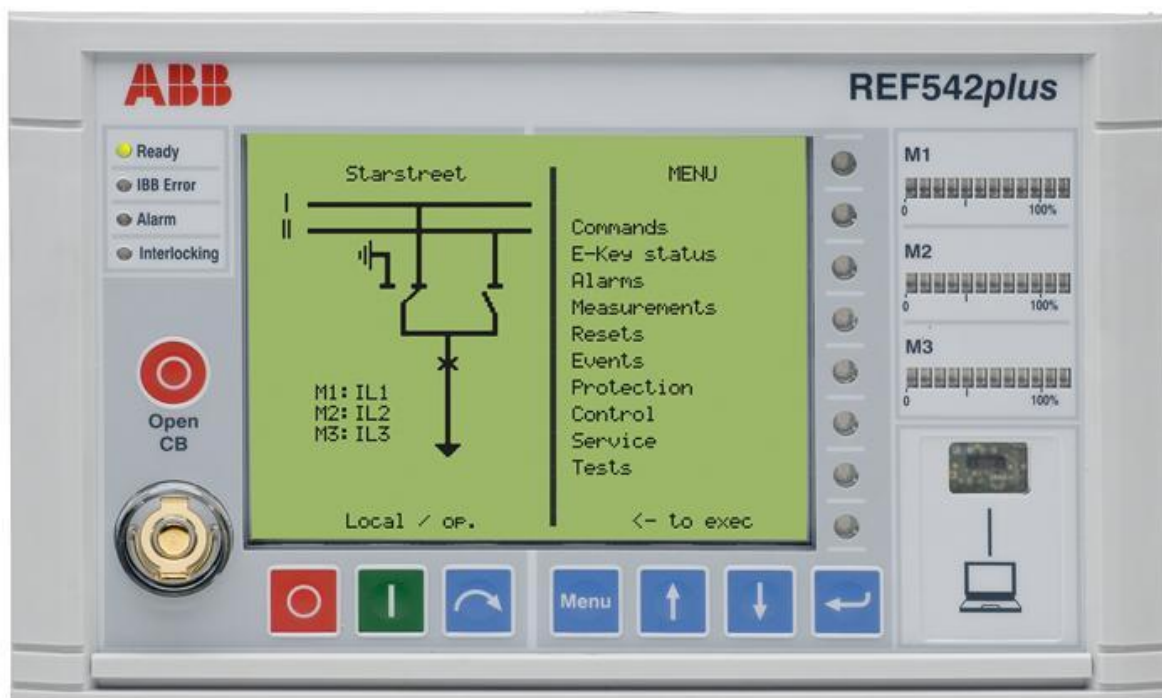 ABB
REF542plus
Ready
IBB Error
Alarm
Interlocking
Open
CB
Starstreet
I
II
M1: IL1
M2: IL2
M3: IL3
Local / op.
MENU
Commands
E-Key status
Alarms
Measurements
Resets
Events
Protection
Control
Service
Tests
<- to exec
M1
0 100%
M2
0 100%
M3
0 100%
Menu